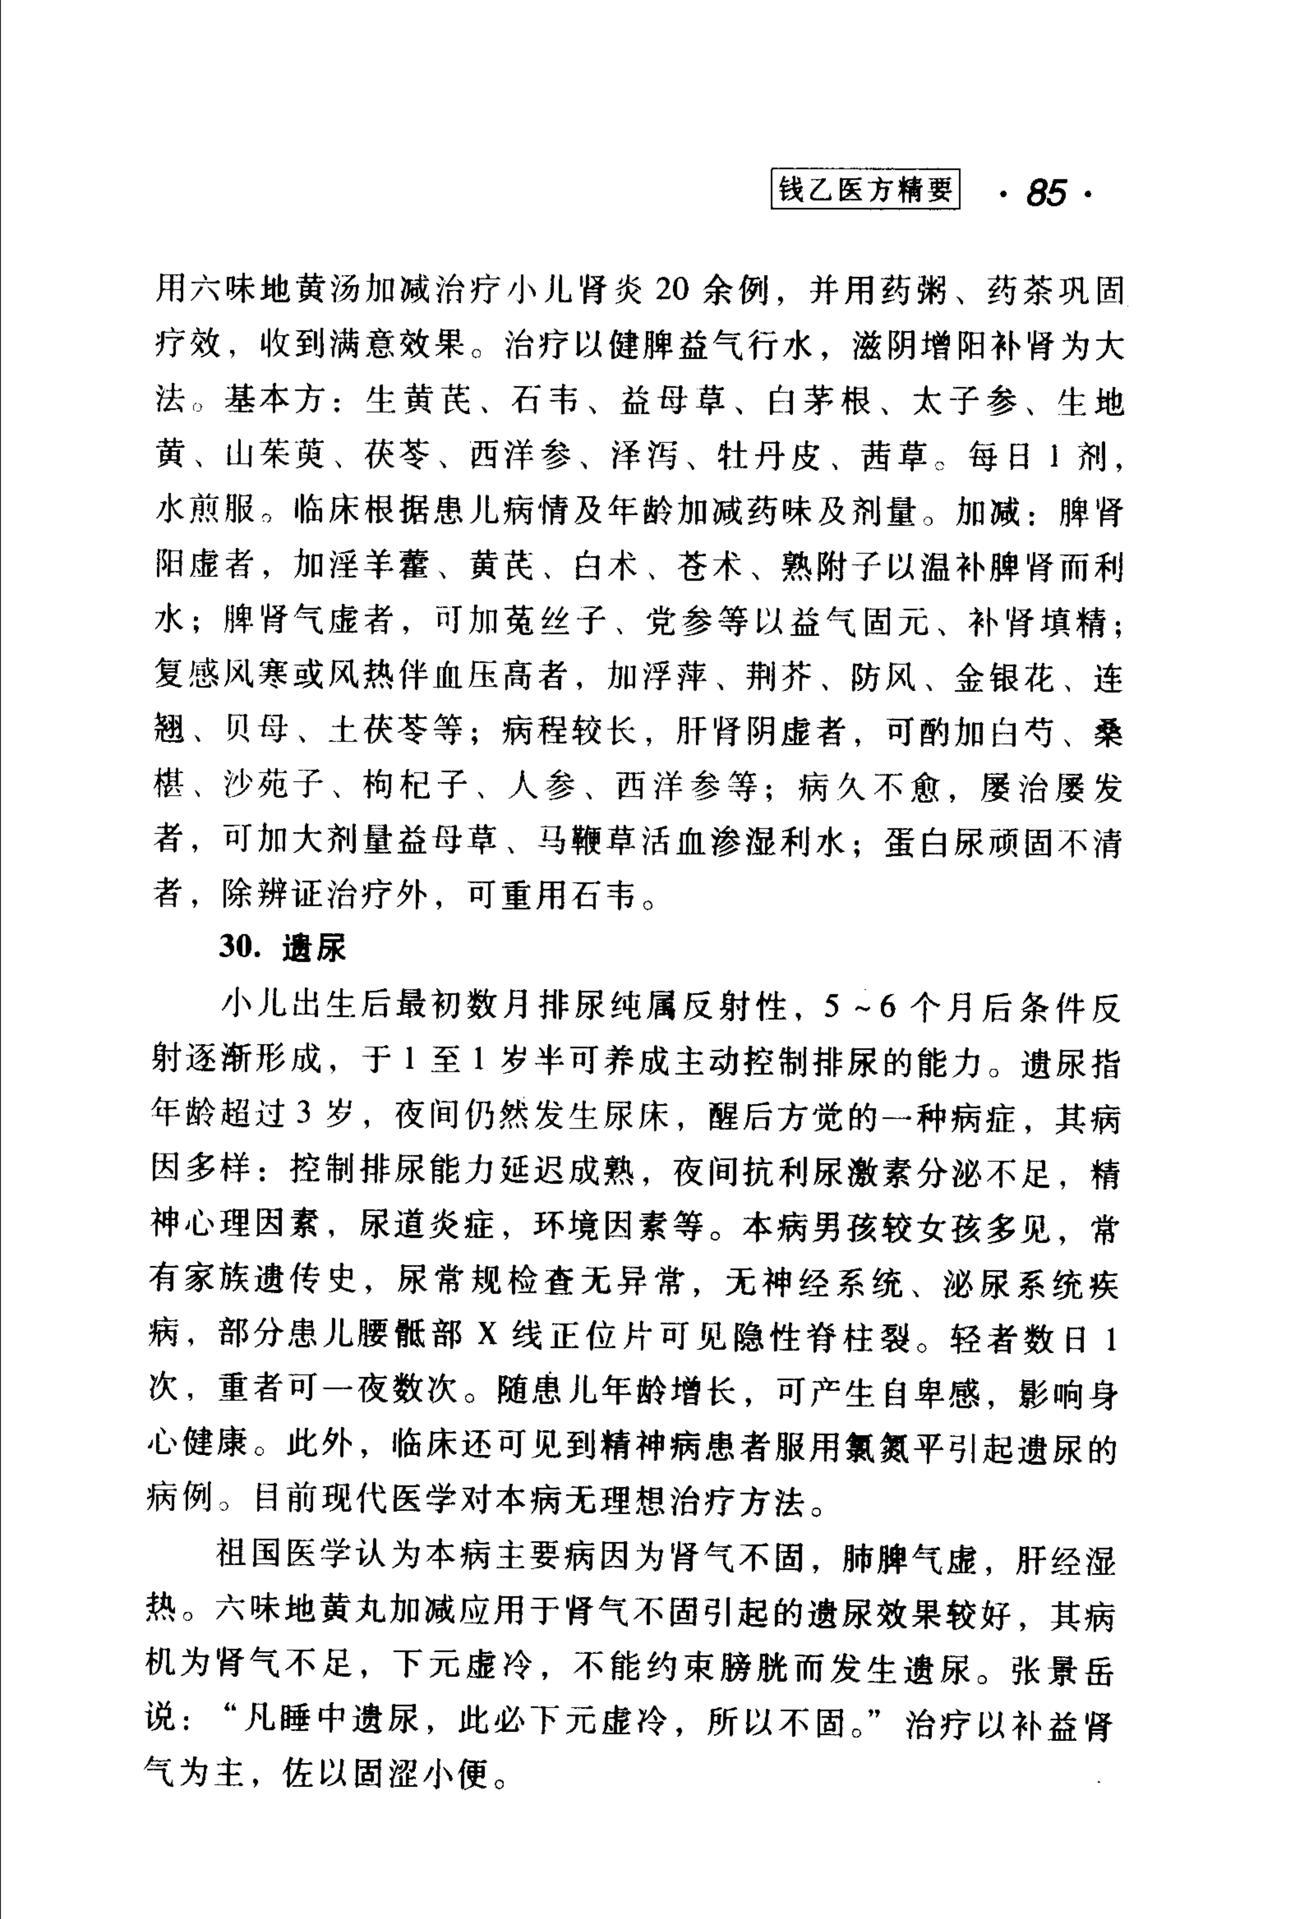 钱乙医方精要 · 85 ·
用六味地黄汤加减治疗小儿肾炎 20 余例，并用药粥、药茶巩固
疗效，收到满意效果。治疗以健脾益气行水，滋阴增阳补肾为大
法。基本方：生黄芪、石韦、益母草、白茅根、太子参、生地
黄、山茱萸、茯苓、西洋参、泽泻、牡丹皮、茜草。每日 1 剂，
水煎服。临床根据患儿病情及年龄加减药味及剂量。加减：脾肾
阳虚者，加淫羊藿、黄芪、白术、苍术、熟附子以温补脾肾而利
水；脾肾气虚者，可加菟丝子、党参等以益气固元、补肾填精；
复感风寒或风热伴血压高者，加浮萍、荆芥、防风、金银花、连
翘、贝母、土茯苓等；病程较长，肝肾阴虚者，可酌加白芍、桑
椹、沙苑子、枸杞子、人参、西洋参等；病久不愈，屡治屡发
者，可加大剂量益母草、马鞭草活血渗湿利水；蛋白尿顽固不清
者，除辨证治疗外，可重用石韦。
30. 遗尿
小儿出生后最初数月排尿纯属反射性，5～6 个月后条件反
射逐渐形成，于 1 至 1 岁半可养成主动控制排尿的能力。遗尿指
年龄超过 3 岁，夜间仍然发生尿床，醒后方觉的一种病症，其病
因多样：控制排尿能力延迟成熟，夜间抗利尿激素分泌不足，精
神心理因素，尿道炎症，环境因素等。本病男孩较女孩多见，常
有家族遗传史，尿常规检查无异常，无神经系统、泌尿系统疾
病，部分患儿腰骶部 X 线正位片可见隐性脊柱裂。轻者数日 1
次，重者可一夜数次。随患儿年龄增长，可产生自卑感，影响身
心健康。此外，临床还可见到精神病患者服用氯氮平引起遗尿的
病例。目前现代医学对本病无理想治疗方法。
祖国医学认为本病主要病因为肾气不固，肺脾气虚，肝经湿
热。六味地黄丸加减应用于肾气不固引起的遗尿效果较好，其病
机为肾气不足，下元虚冷，不能约束膀胱而发生遗尿。张景岳
说：“凡睡中遗尿，此必下元虚冷，所以不固。”治疗以补益肾
气为主，佐以固涩小便。